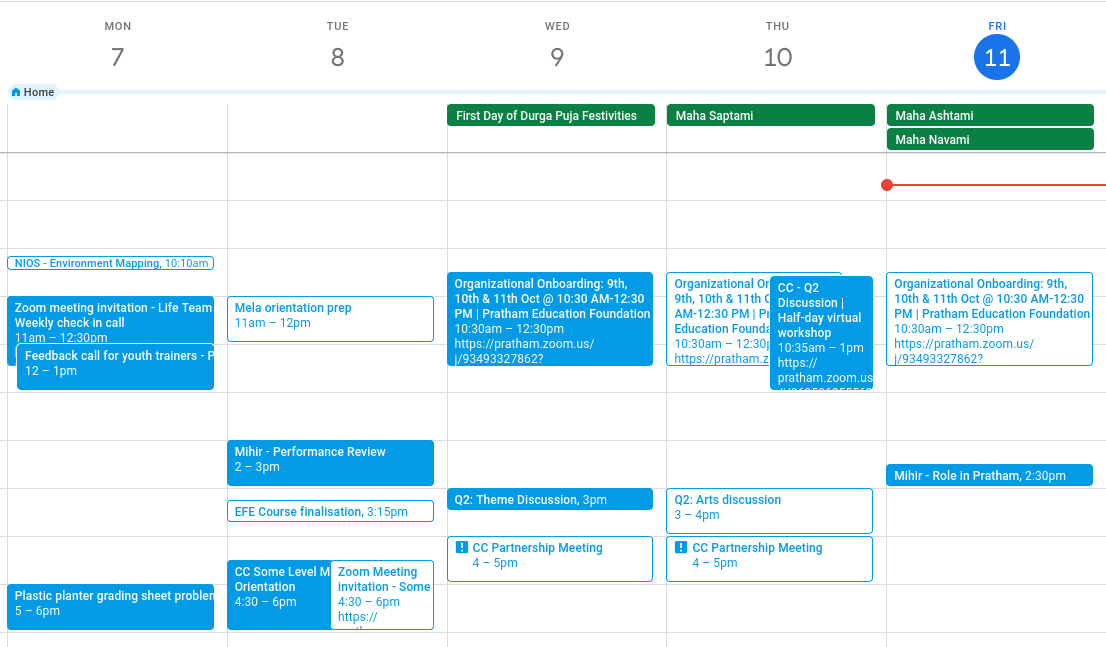 MON
TUE
WED
THU
FRI
7
8
9
10
11
Home
First Day of Durga Puja Festivities
Maha Saptami
Maha Ashtami
Maha Navami
NIOS - Environment Mapping, 10:10am
Zoom meeting invitation - Life Team
Weekly check in call
11am – 12:30pm
Feedback call for youth trainers - P
12 – 1pm
Plastic planter grading sheet problem
5 – 6pm
Mela orientation prep
11am – 12pm
Mihir - Performance Review
2 – 3pm
EFE Course finalisation, 3:15pm
CC Some Level M
Orientation
4:30 – 6pm
Zoom Meeting
invitation - Some
4:30 – 6pm
https://
Organizational Onboarding: 9th,
10th & 11th Oct @ 10:30 AM-12:30
PM | Pratham Education Foundation
10:30am – 12:30pm
https://pratham.zoom.us/
j/93493327862?
Q2: Theme Discussion, 3pm
CC Partnership Meeting
4 – 5pm
Organizational Or
9th, 10th & 11th O
AM-12:30 PM | Pr
Education Founda
10:30am – 12:30p
https://pratham.z
CC - Q2
Discussion |
Half-day virtual
workshop
10:35am – 1pm
https://
pratham.zoom.us
Q2: Arts discussion
3 – 4pm
CC Partnership Meeting
4 – 5pm
Organizational Onboarding: 9th,
10th & 11th Oct @ 10:30 AM-12:30
PM | Pratham Education Foundation
10:30am – 12:30pm
https://pratham.zoom.us/
j/93493327862?
Mihir - Role in Pratham, 2:30pm